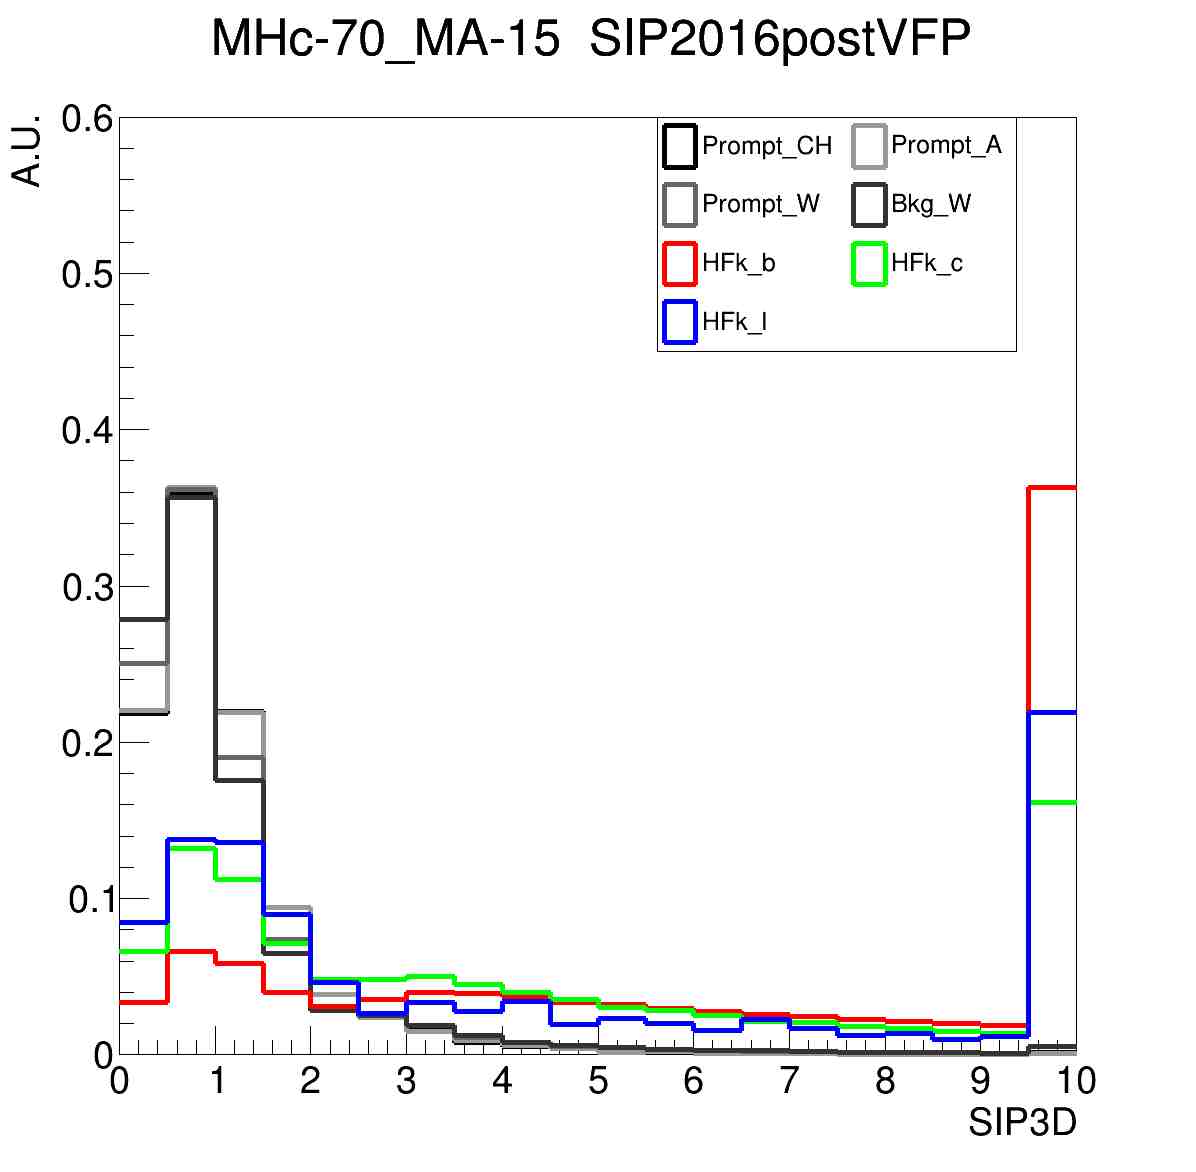 MHc-70_MA-15 SIP2016postVFP
A.U.
0.6
0.5
0.4
0.3
0.2
0.1
0
Prompt_CH Prompt_A
Prompt_W Bkg_W
HFk_b HFk_c
HFk_l
0 1 2 3 4 5 6 7 8 9 10
SIP3D